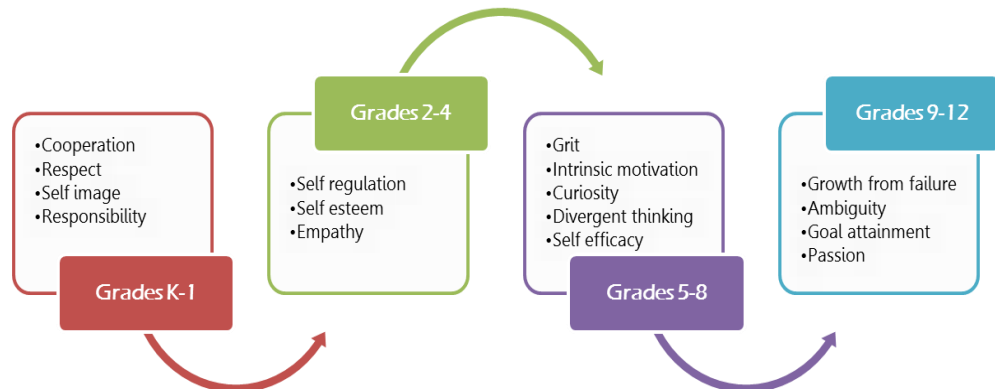 Grades K-1
•Cooperation
•Respect
•Self image
•Responsibility
Grades 2-4
•Self regulation
•Self esteem
•Empathy
Grades 5-8
•Grit
•Intrinsic motivation
•Curiosity
•Divergent thinking
•Self efficacy
Grades 9-12
•Growth from failure
•Ambiguity
•Goal attainment
•Passion